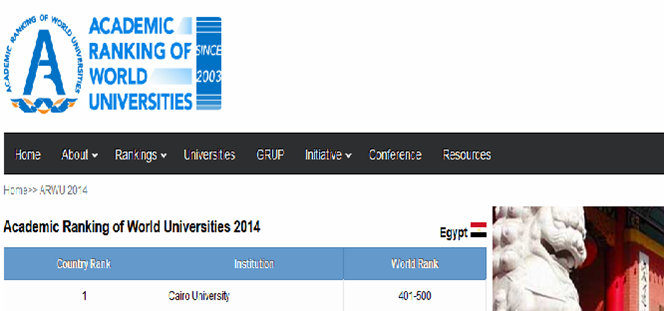 ACADEMIC RANKING OF WORLD UNIVERSITIES
ACADEMIC
RANKING OF
WORLD
UNIVERSITIES
SINCE
2003
Home About Rankings Universities GRUP Initiative Conference Resources
Home>> ARWU 2014
Academic Ranking of World Universities 2014
Egypt
Country Rank Institution World Rank
1 Cairo University 401-500